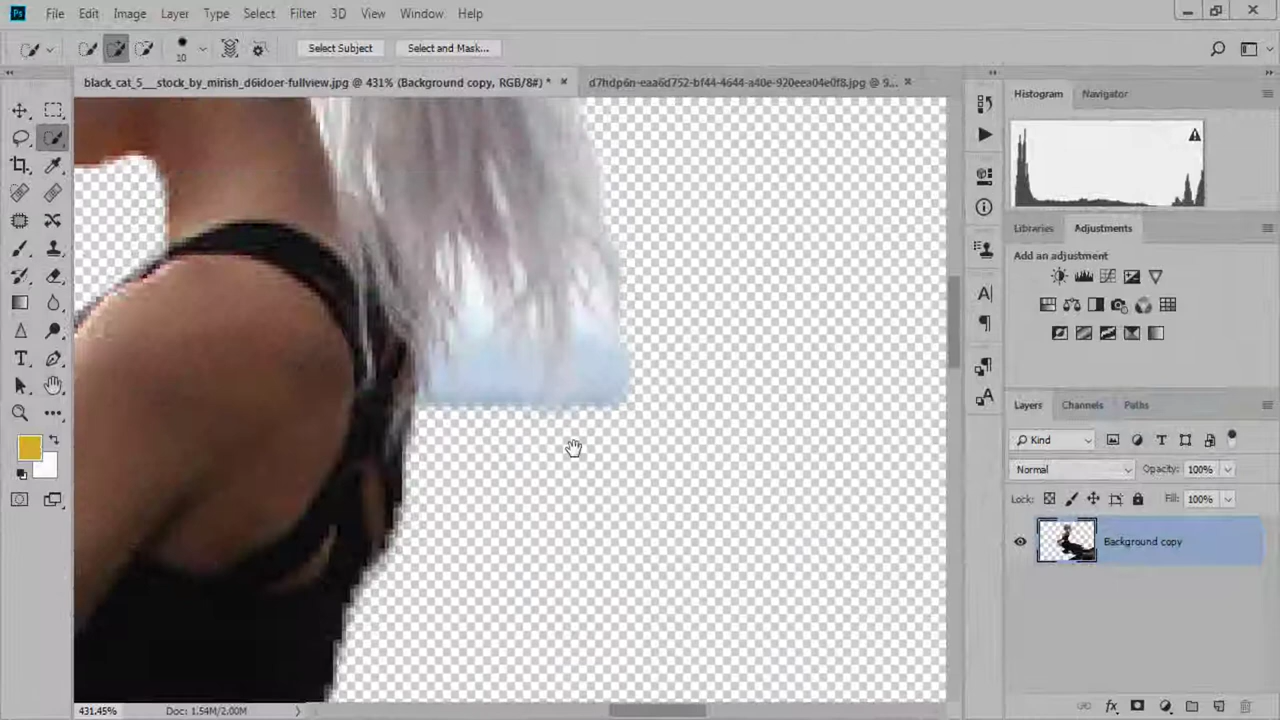 Ps File Edit Image Layer Type Select Filter 3D View Window Help
10 Select Subject Select and Mask...
black_cat_5__stock_by_mirish_d6idoer-fullview.jpg @ 431% (Background copy, RGB/8#) * d7hdp6n-eaa6d752-bf44-4644-a40e-920eea04e0f8.jpg @ 9...
Histogram Navigator
Libraries Adjustments
Add an adjustment
Layers Channels Paths
Kind
Normal Opacity: 100%
Lock: Fill: 100%
Background copy
fx
431.45% Doc: 1.54M/2.00M